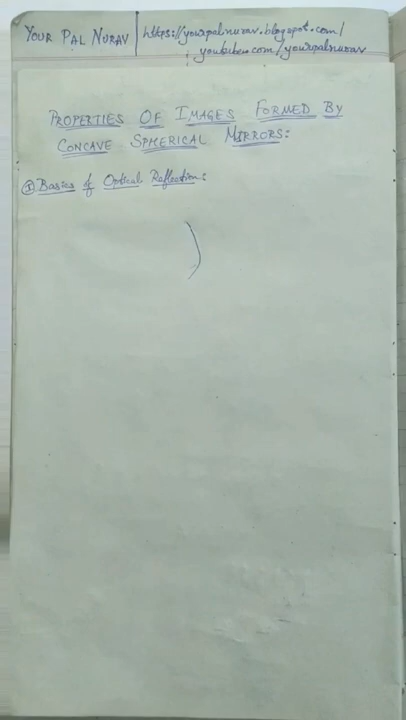 YOUR PAL NURAV
https://yourpalnurav.blogspot.com/
youtube.com/yourpalnurav
PROPERTIES OF IMAGES FORMED BY
CONCAVE SPHERICAL MIRRORS:
① Basics of Optical Reflection: